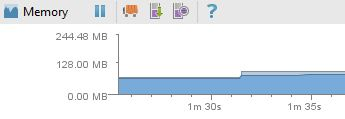 Memory
?
244.48 MB
128.00 MB
0.00 MB
1m 30s
1m 35s